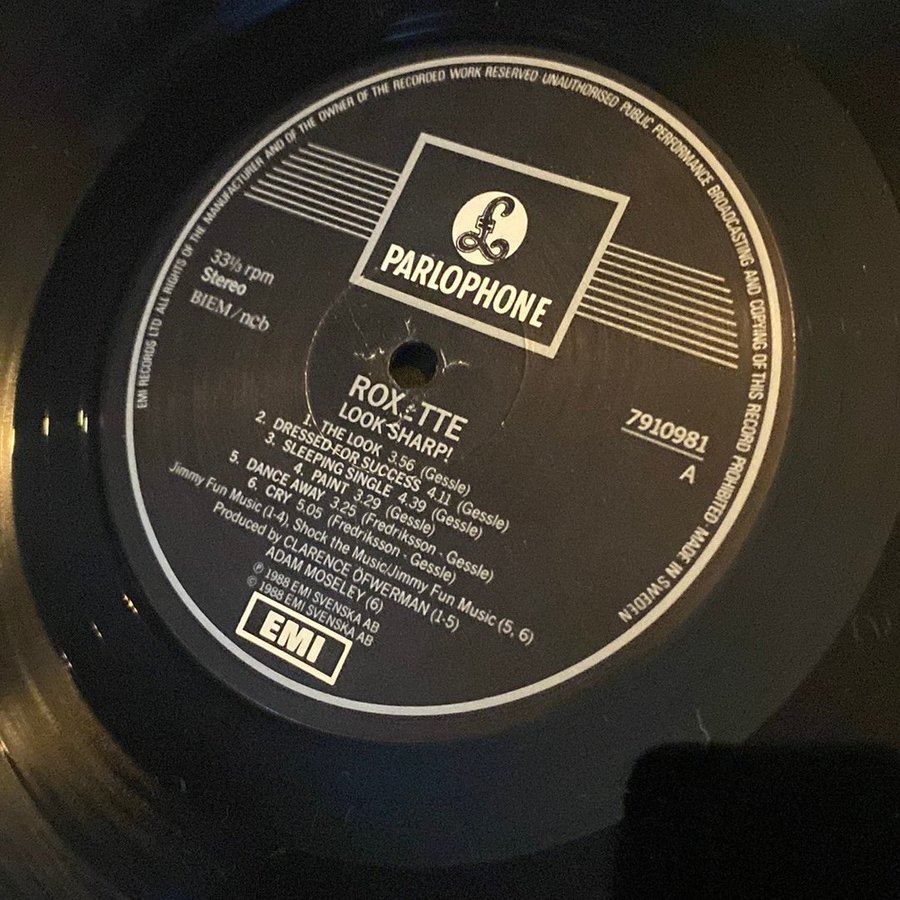 EMI RECORDS LTD ALL RIGHTS OF THE MANUFACTURER AND OF THE OWNER OF THE RECORDED WORK RESERVED UNAUTHORISED PUBLIC PERFORMANCE BROADCASTING AND COPYING OF THIS RECORD PROHIBITED MADE IN SWEDEN
£
PARLOPHONE
33⅓ rpm
Stereo
BIEM/ncb
7910981
A
ROXETTE
LOOK SHARP!
1. THE LOOK 3.56 (Gessle)
2. DRESSED FOR SUCCESS 4.11 (Gessle)
3. SLEEPING SINGLE 4.39 (Gessle)
4. PAINT 3.29 (Gessle)
5. DANCE AWAY 3.25 (Fredriksson - Gessle)
6. CRY 5.05 (Fredriksson - Gessle)
Jimmy Fun Music (1-4), Shock the Music/Jimmy Fun Music (5, 6)
Produced by CLARENCE ÖFWERMAN (1-5)
ADAM MOSELEY (6)
℗ 1988 EMI SVENSKA AB
© 1988 EMI SVENSKA AB
EMI